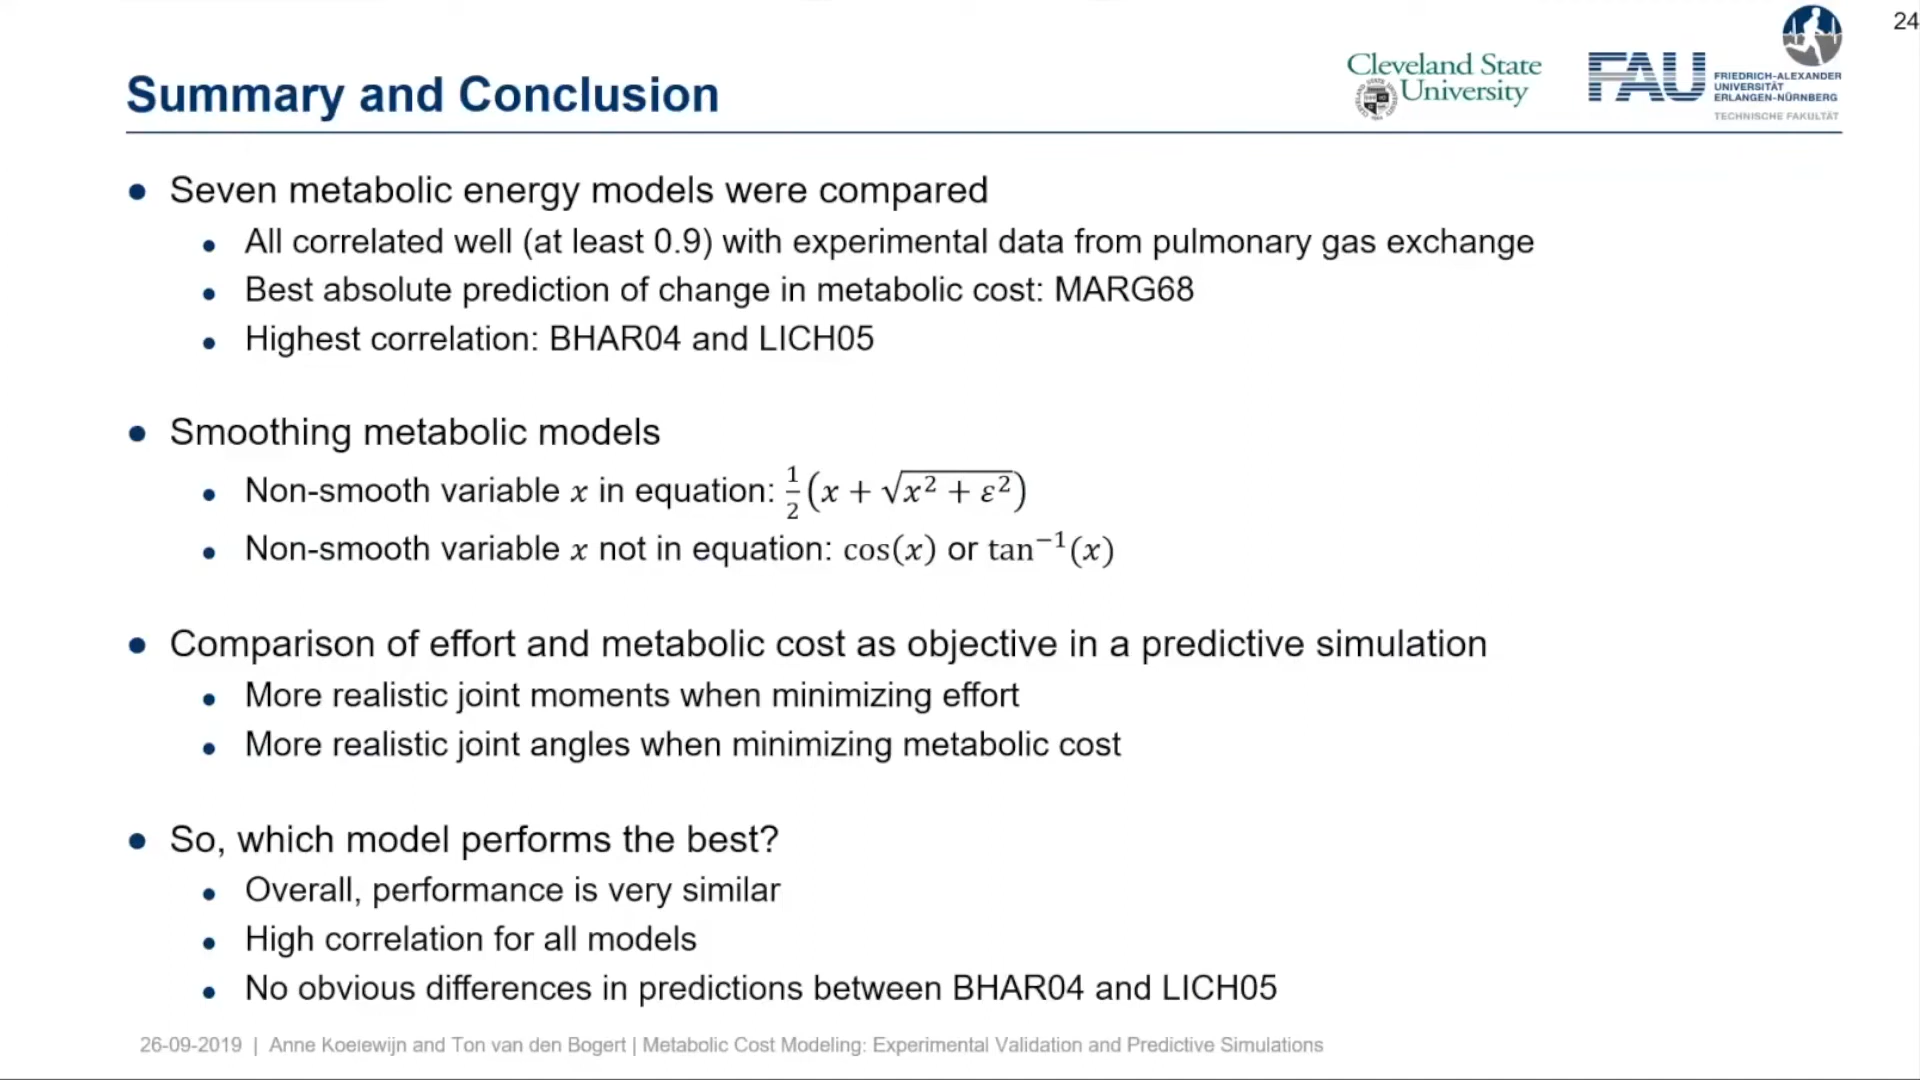 24
Cleveland State
University
FAU
FRIEDRICH-ALEXANDER
UNIVERSITÄT
ERLANGEN-NÜRNBERG
TECHNISCHE FAKULTÄT
Summary and Conclusion
● Seven metabolic energy models were compared
● All correlated well (at least 0.9) with experimental data from pulmonary gas exchange
● Best absolute prediction of change in metabolic cost: MARG68
● Highest correlation: BHAR04 and LICH05
● Smoothing metabolic models
● Non-smooth variable x in equation: ½(x + √(x² + ε²))
● Non-smooth variable x not in equation: cos(x) or tan⁻¹(x)
● Comparison of effort and metabolic cost as objective in a predictive simulation
● More realistic joint moments when minimizing effort
● More realistic joint angles when minimizing metabolic cost
● So, which model performs the best?
● Overall, performance is very similar
● High correlation for all models
● No obvious differences in predictions between BHAR04 and LICH05
26-09-2019 | Anne Koelewijn and Ton van den Bogert | Metabolic Cost Modeling: Experimental Validation and Predictive Simulations